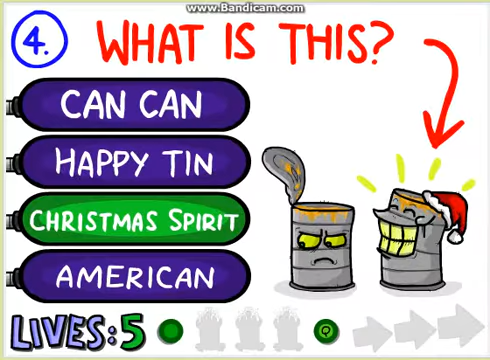 www.Bandicam.com
4. WHAT IS THIS?
CAN CAN
HAPPY TIN
CHRISTMAS SPIRIT
AMERICAN
LIVES:5